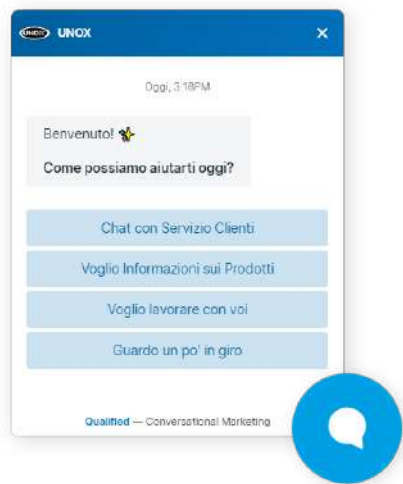 UNOX UNOX
Oggi, 3:18PM
Benvenuto!
Come possiamo aiutarti oggi?
Chat con Servizio Clienti
Voglio Informazioni sui Prodotti
Voglio lavorare con voi
Guardo un po' in giro
Qualified — Conversational Marketing